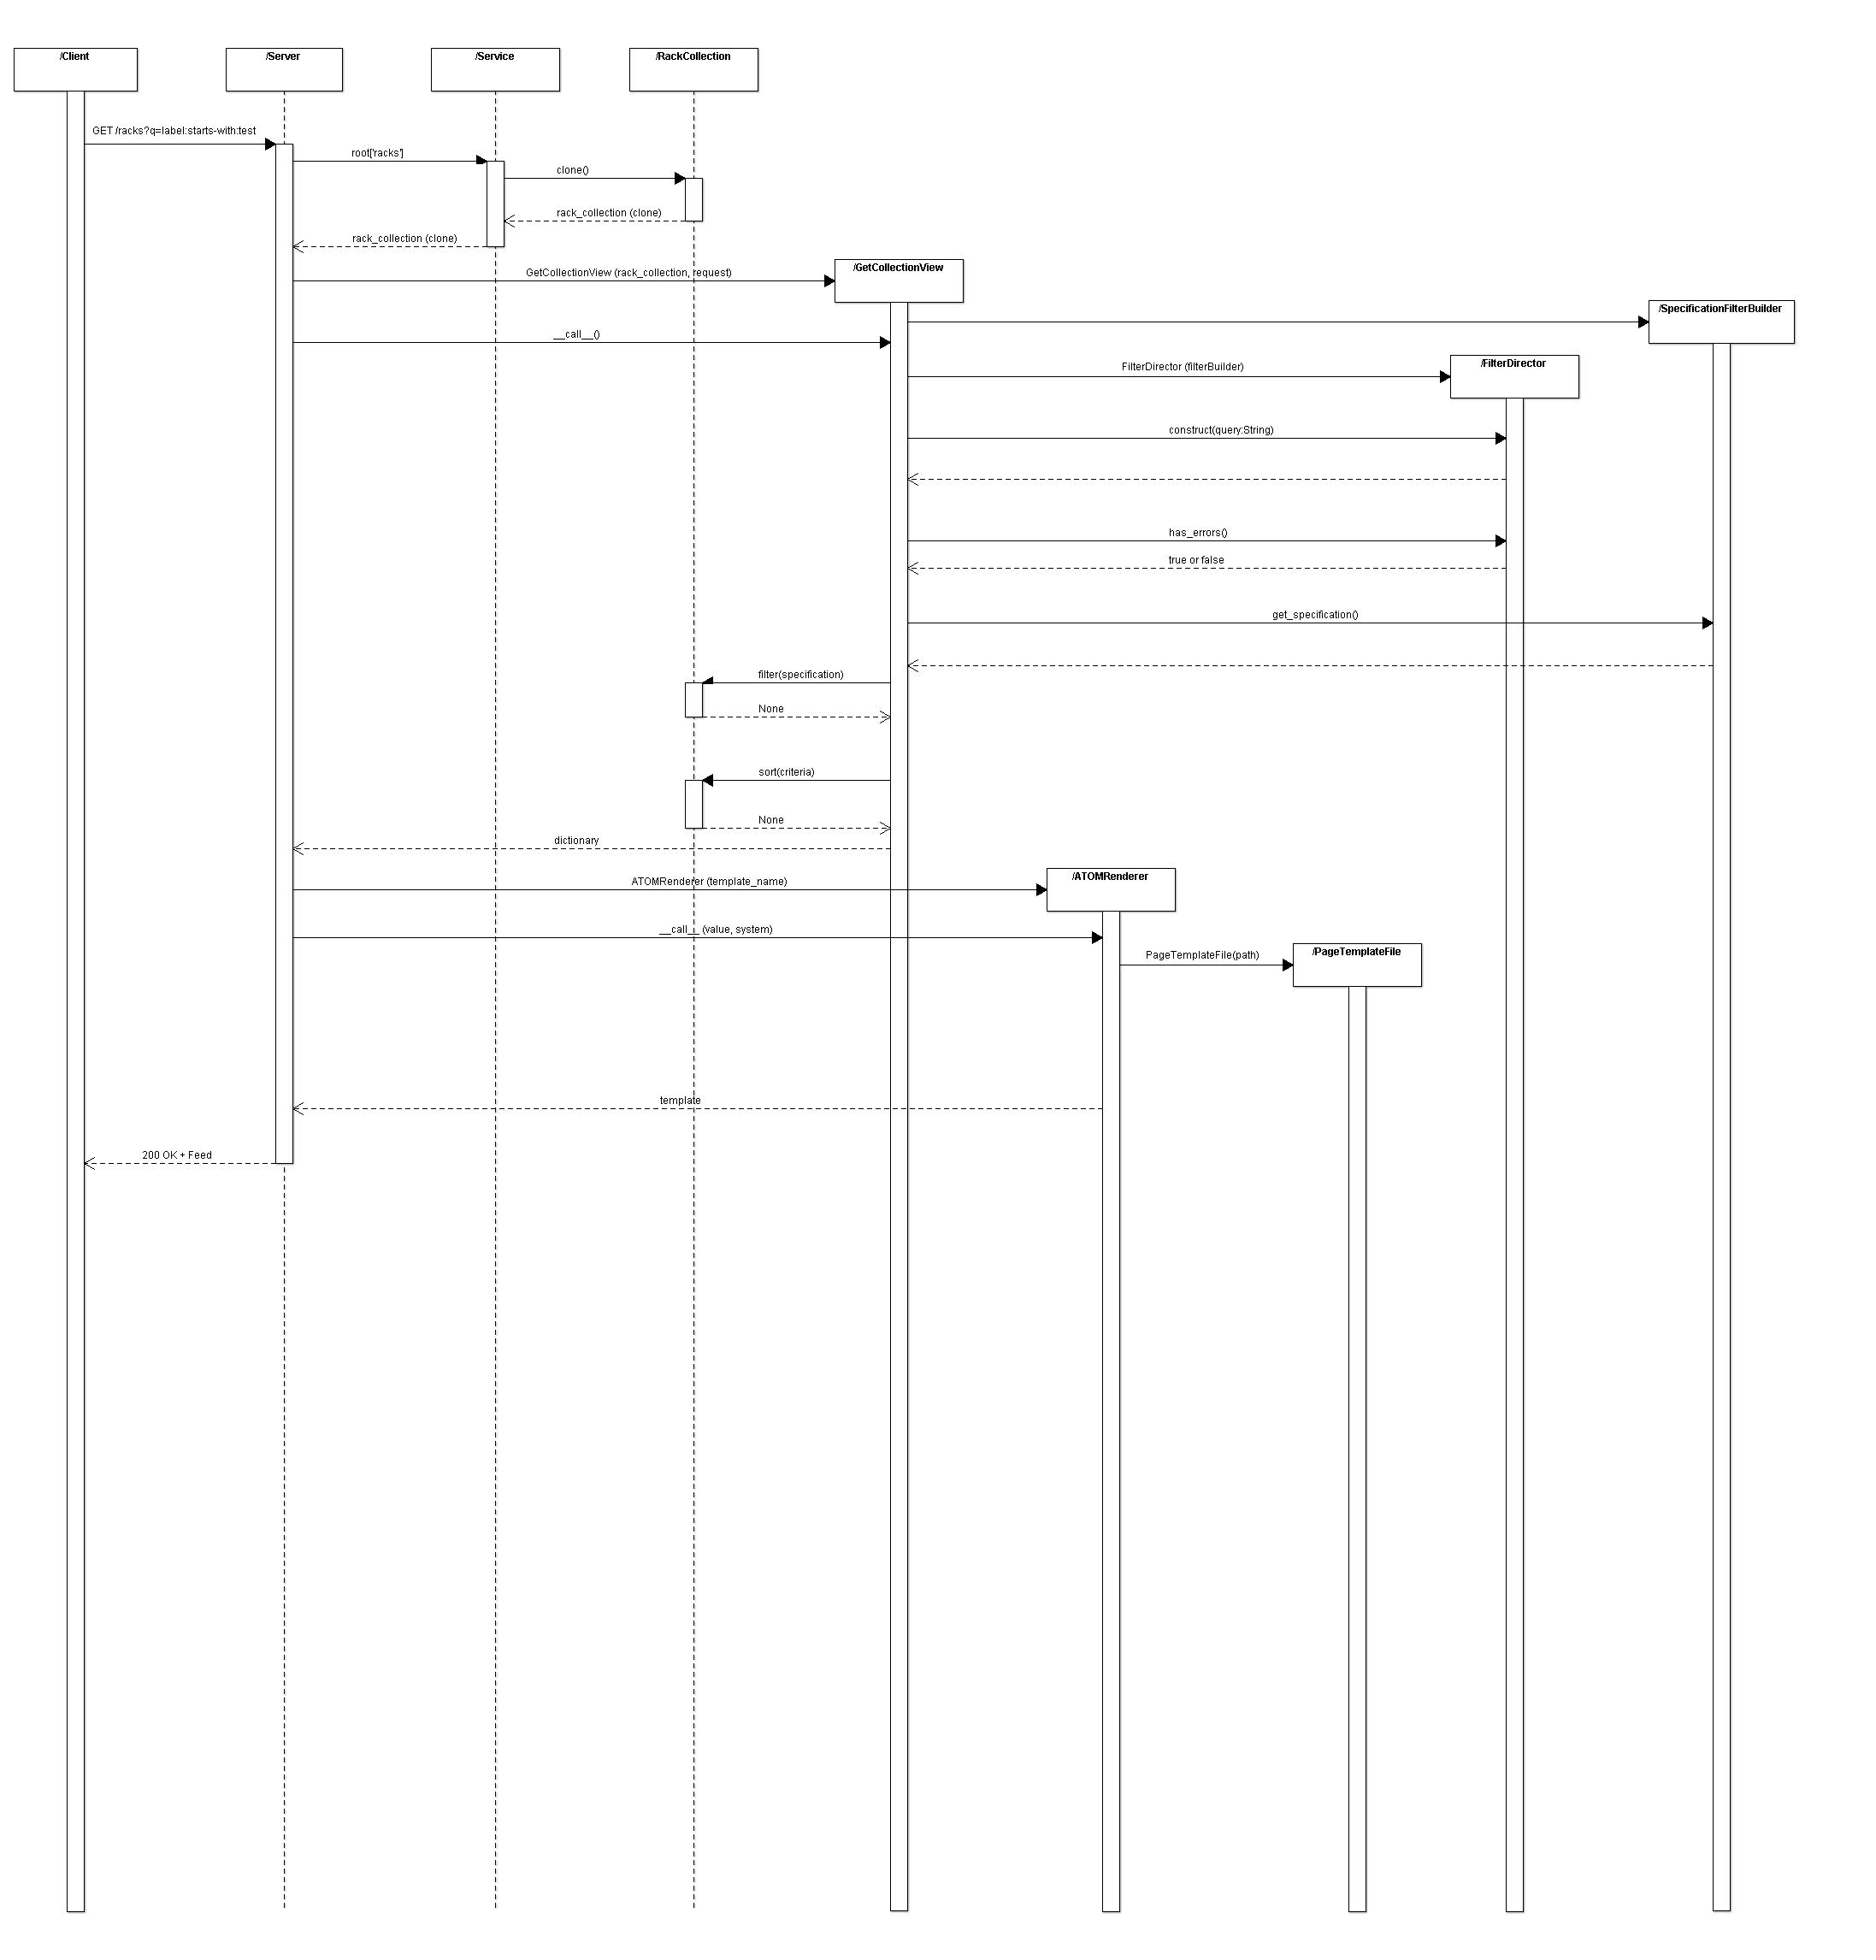 /Client
/Server
/Service
/RackCollection
GET /racks?q=label:starts-with:test
root['racks']
clone()
rack_collection (clone)
rack_collection (clone)
/GetCollectionView
GetCollectionView (rack_collection, request)
/SpecificationFilterBuilder
__call__()
/FilterDirector
FilterDirector (filterBuilder)
construct(query:String)
has_errors()
true or false
get_specification()
filter(specification)
None
sort(criteria)
None
dictionary
/ATOMRenderer
ATOMRenderer (template_name)
__call__ (value, system)
/PageTemplateFile
PageTemplateFile(path)
template
200 OK + Feed